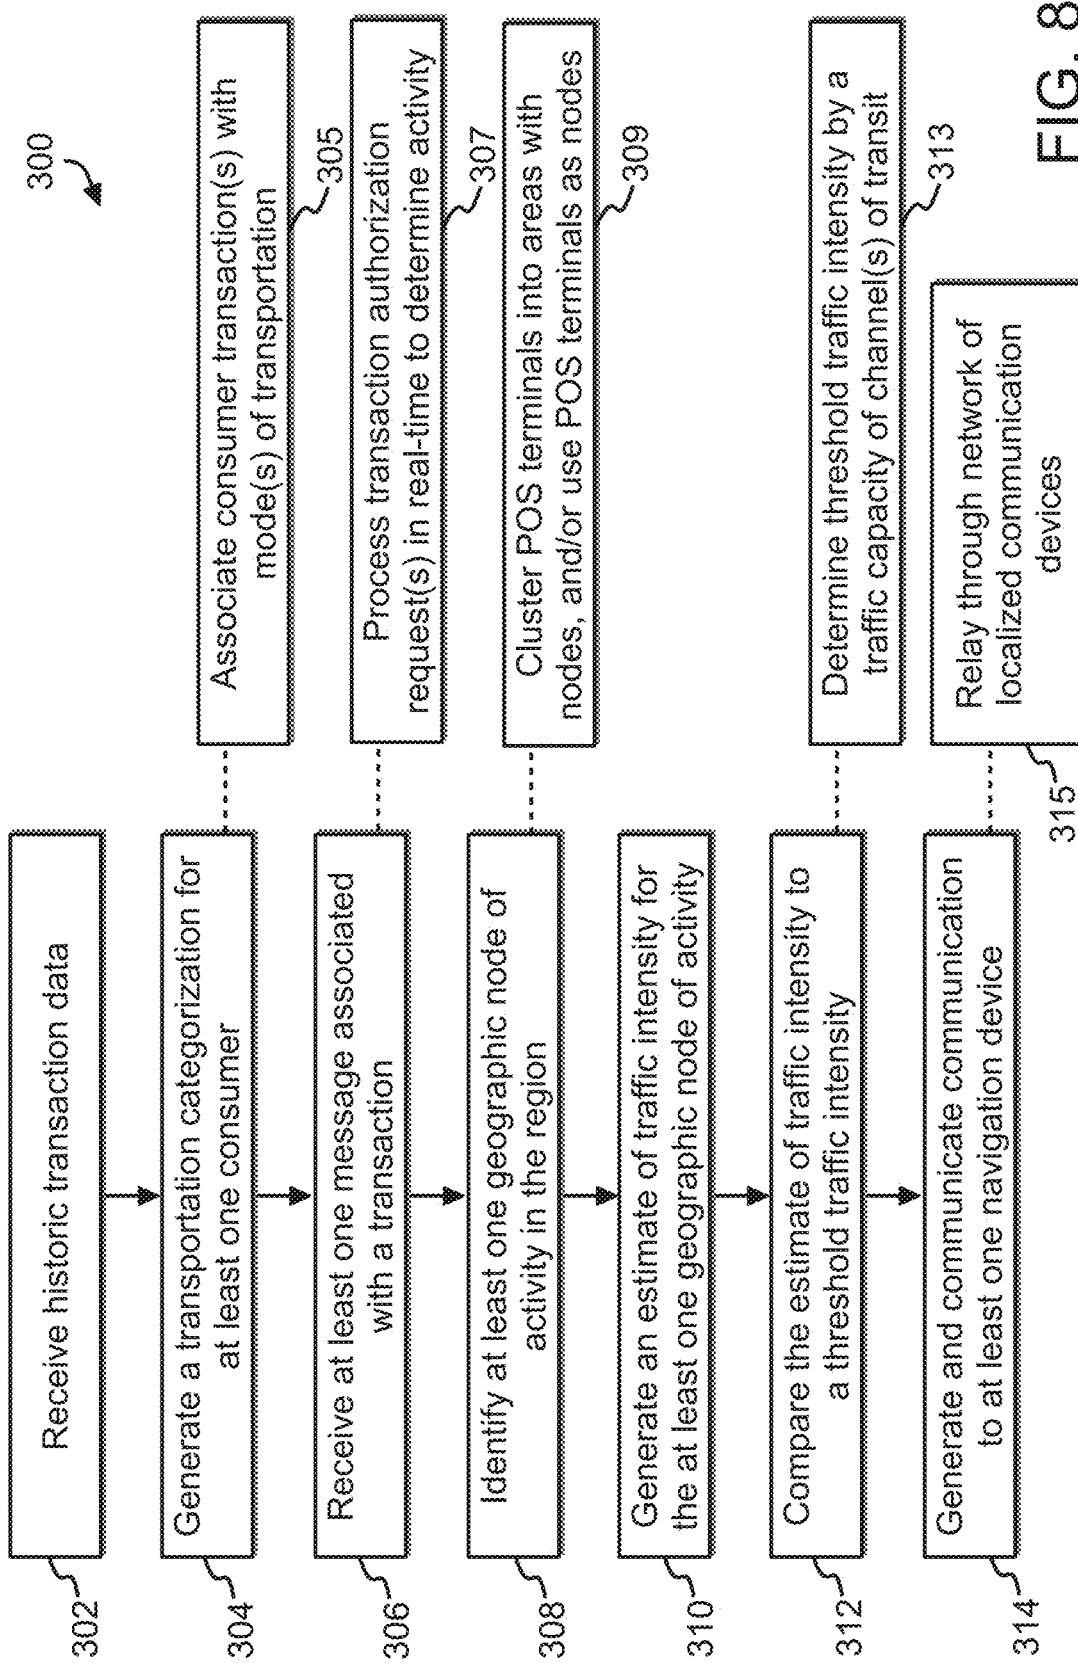 300
302
Receive historic transaction data
304
Generate a transportation categorization for
at least one consumer
Associate consumer transaction(s) with
mode(s) of transportation
305
306
Receive at least one message associated
with a transaction
Process transaction authorization
request(s) in real-time to determine activity
307
308
Identify at least one geographic node of
activity in the region
Cluster POS terminals into areas with
nodes, and/or use POS terminals as nodes
309
310
Generate an estimate of traffic intensity for
the at least one geographic node of activity
312
Compare the estimate of traffic intensity to
a threshold traffic intensity
Determine threshold traffic intensity by a
traffic capacity of channel(s) of transit
313
314
Generate and communicate communication
to at least one navigation device
315
Relay through network of
localized communication
devices
FIG. 8